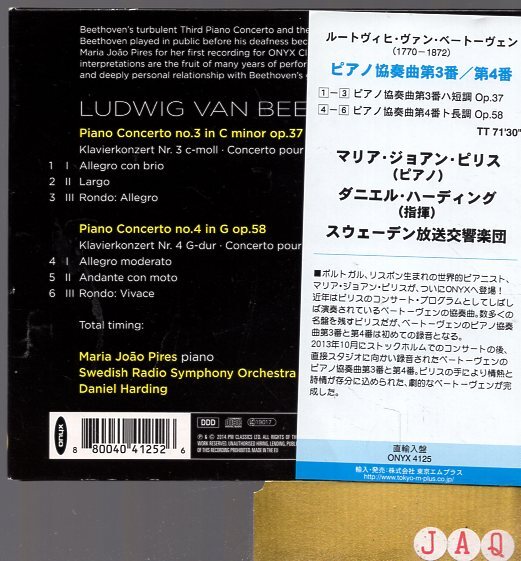 Beethoven's turbulent Third Piano Concerto and the
Beethoven played in public before his deafness beca
Maria João Pires for her first recording for ONYX Cl
interpretations are the fruit of many years of perfor
and deeply personal relationship with Beethoven's
LUDWIG VAN BEE
Piano Concerto no.3 in C minor op.37
Klavierkonzert Nr. 3 c-moll · Concerto pour
1 I Allegro con brio
2 II Largo
3 III Rondo: Allegro
Piano Concerto no.4 in G op.58
Klavierkonzert Nr. 4 G-dur · Concerto pour
4 I Allegro moderato
5 II Andante con moto
6 III Rondo: Vivace
Total timing:
Maria João Pires piano
Swedish Radio Symphony Orchestra
Daniel Harding
onyx
8 80040 41252 6
DDD
19017
℗ & © 2014 PM CLASSICS LTD. ALL RIGHTS OF THE
WORK RESERVED. UNAUTHORISED HIRING, LENDING,
OF THIS RECORDING PROHIBITED. MADE IN THE EU
ルートヴィヒ・ヴァン・ベートーヴェン
(1770−1872)
ピアノ協奏曲第3番/第4番
1−3 ピアノ協奏曲第3番ハ短調 Op.37
4−6 ピアノ協奏曲第4番ト長調 Op.58
TT 71'30"
マリア・ジョアン・ピリス
(ピアノ)
ダニエル・ハーディング
(指揮)
スウェーデン放送交響楽団
■ポルトガル、リスボン生まれの世界的ピアニスト、
マリア・ジョアン・ピリスが、ついにONYXへ登場!
近年はピリスのコンサート・プログラムとしてしばし
ば演奏されているベートーヴェンの協奏曲。数多くの
名盤を残すピリスだが、ベートーヴェンのピアノ協奏
曲第3番と第4番は初めての録音となる。
2013年10月にストックホルムでのコンサートの後、
直接スタジオに向かい録音されたベートーヴェンの
ピアノ協奏曲第3番と第4番。ピリスの手により情熱と
詩情が存分に込められた、劇的なベートーヴェンが完
成した。
直輸入盤
ONYX 4125
輸入・発売:株式会社 東京エムプラス
http://www.tokyo-m-plus.co.jp/
JAQ